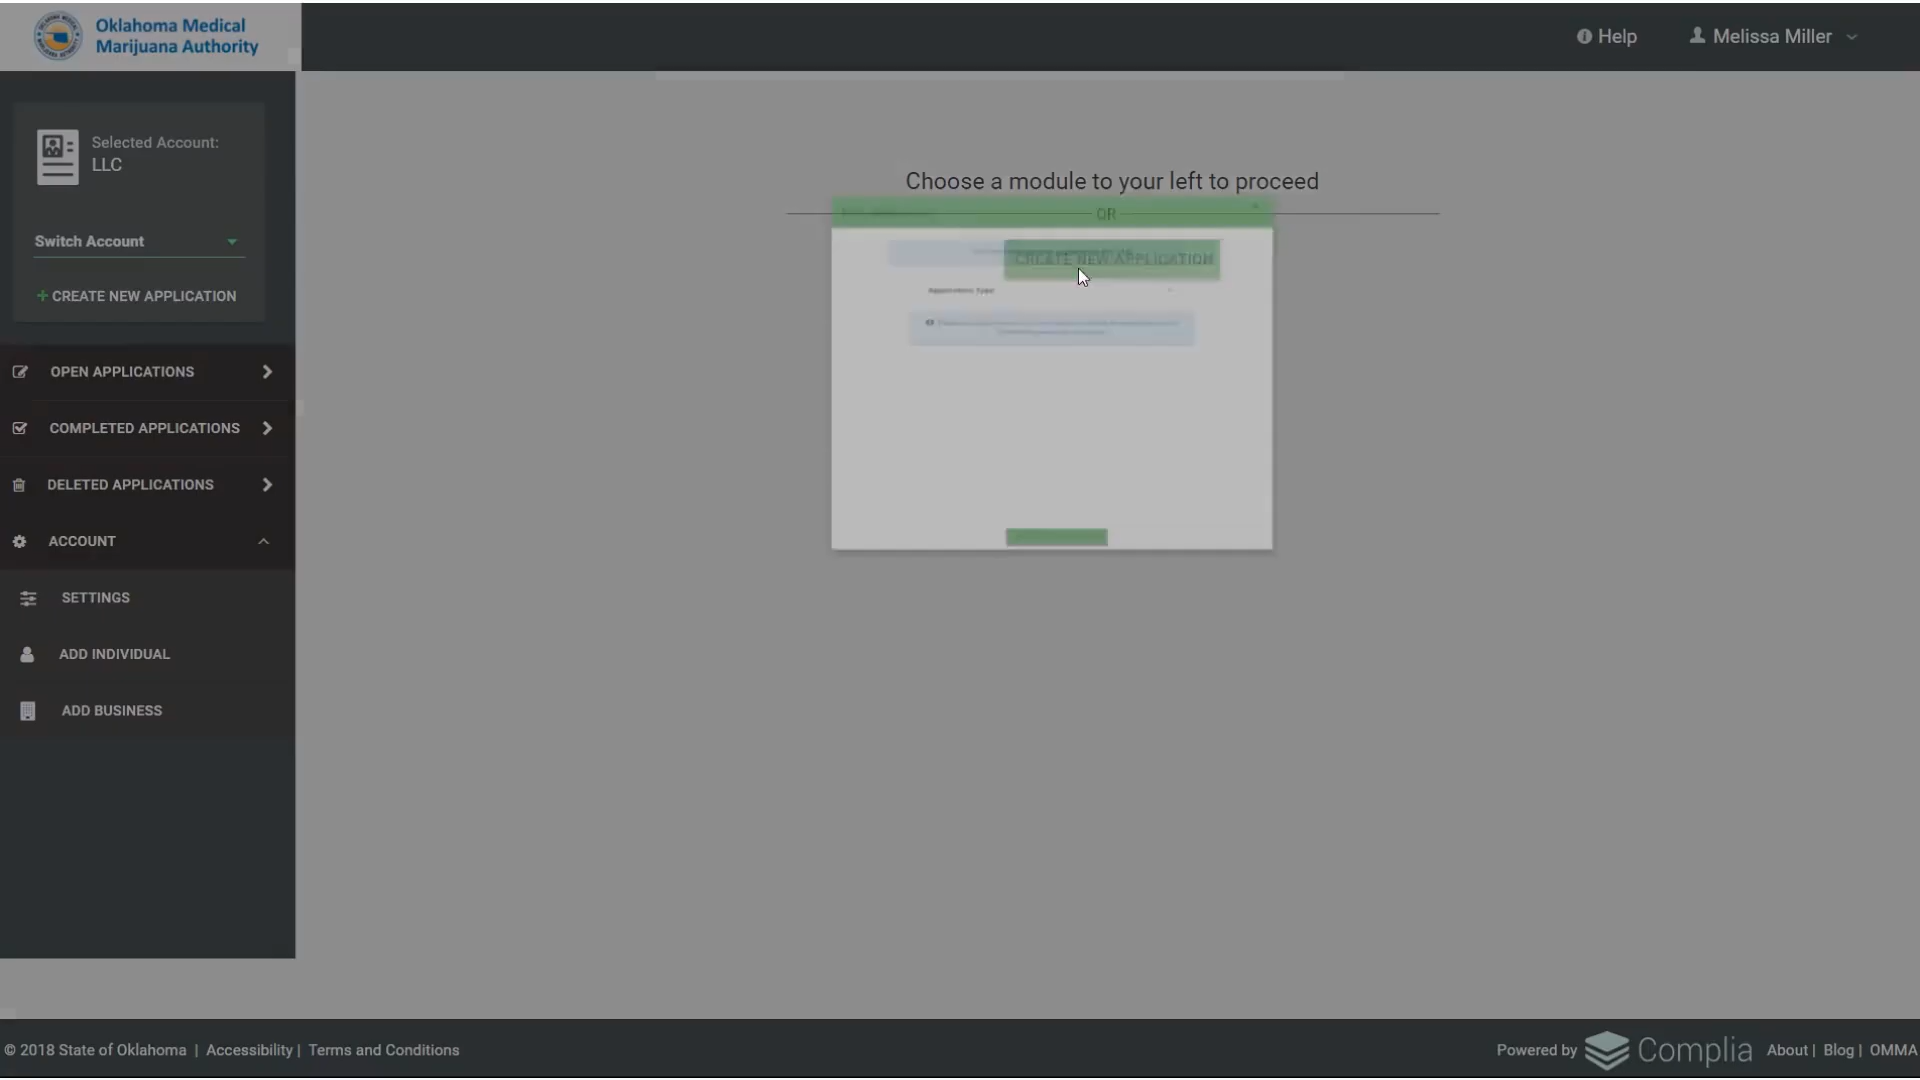 Oklahoma Medical
Marijuana Authority
Help
Melissa Miller
Selected Account:
LLC
Switch Account
+ CREATE NEW APPLICATION
OPEN APPLICATIONS
COMPLETED APPLICATIONS
DELETED APPLICATIONS
ACCOUNT
SETTINGS
ADD INDIVIDUAL
ADD BUSINESS
Choose a module to your left to proceed
OR
CREATE NEW APPLICATION
Application Type
© 2018 State of Oklahoma | Accessibility | Terms and Conditions
Powered by Complia About | Blog | OMMA